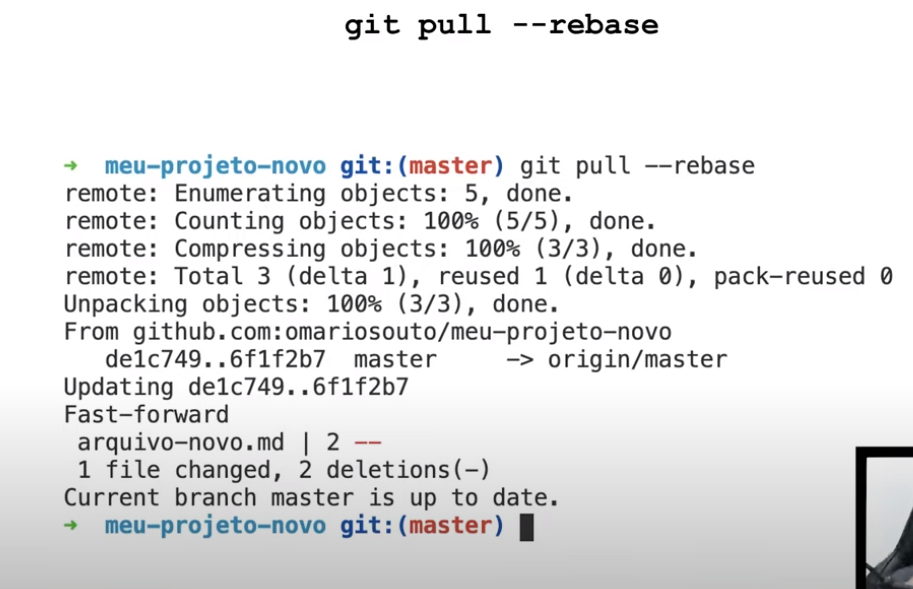 git pull --rebase
➜  meu-projeto-novo git:(master) git pull --rebase
remote: Enumerating objects: 5, done.
remote: Counting objects: 100% (5/5), done.
remote: Compressing objects: 100% (3/3), done.
remote: Total 3 (delta 1), reused 1 (delta 0), pack-reused 0
Unpacking objects: 100% (3/3), done.
From github.com:omariosouto/meu-projeto-novo
   de1c749..6f1f2b7  master     -> origin/master
Updating de1c749..6f1f2b7
Fast-forward
 arquivo-novo.md | 2 --
 1 file changed, 2 deletions(-)
Current branch master is up to date.
➜  meu-projeto-novo git:(master)